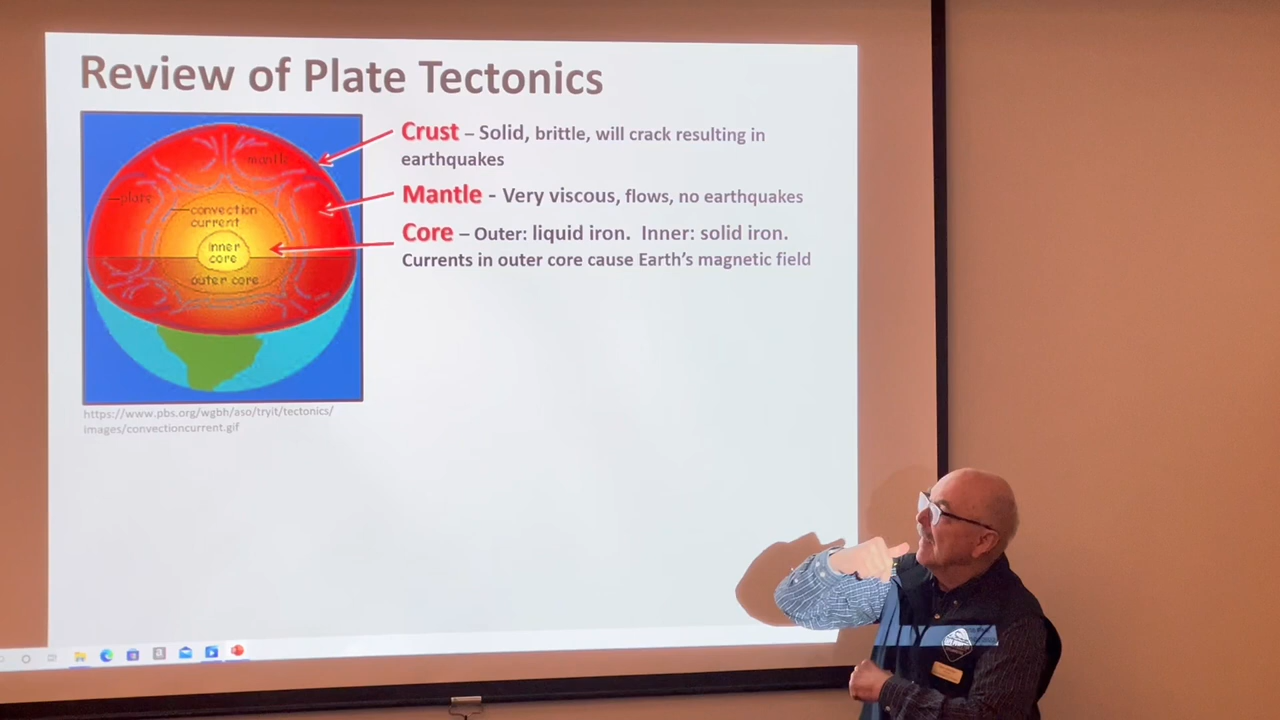 Review of Plate Tectonics
Crust – Solid, brittle, will crack resulting in
earthquakes
Mantle - Very viscous, flows, no earthquakes
Core – Outer: liquid iron.  Inner: solid iron.
Currents in outer core cause Earth's magnetic field
mantle
plate
convection
current
inner
core
outer core
https://www.pbs.org/wgbh/aso/tryit/tectonics/
images/convectioncurrent.gif